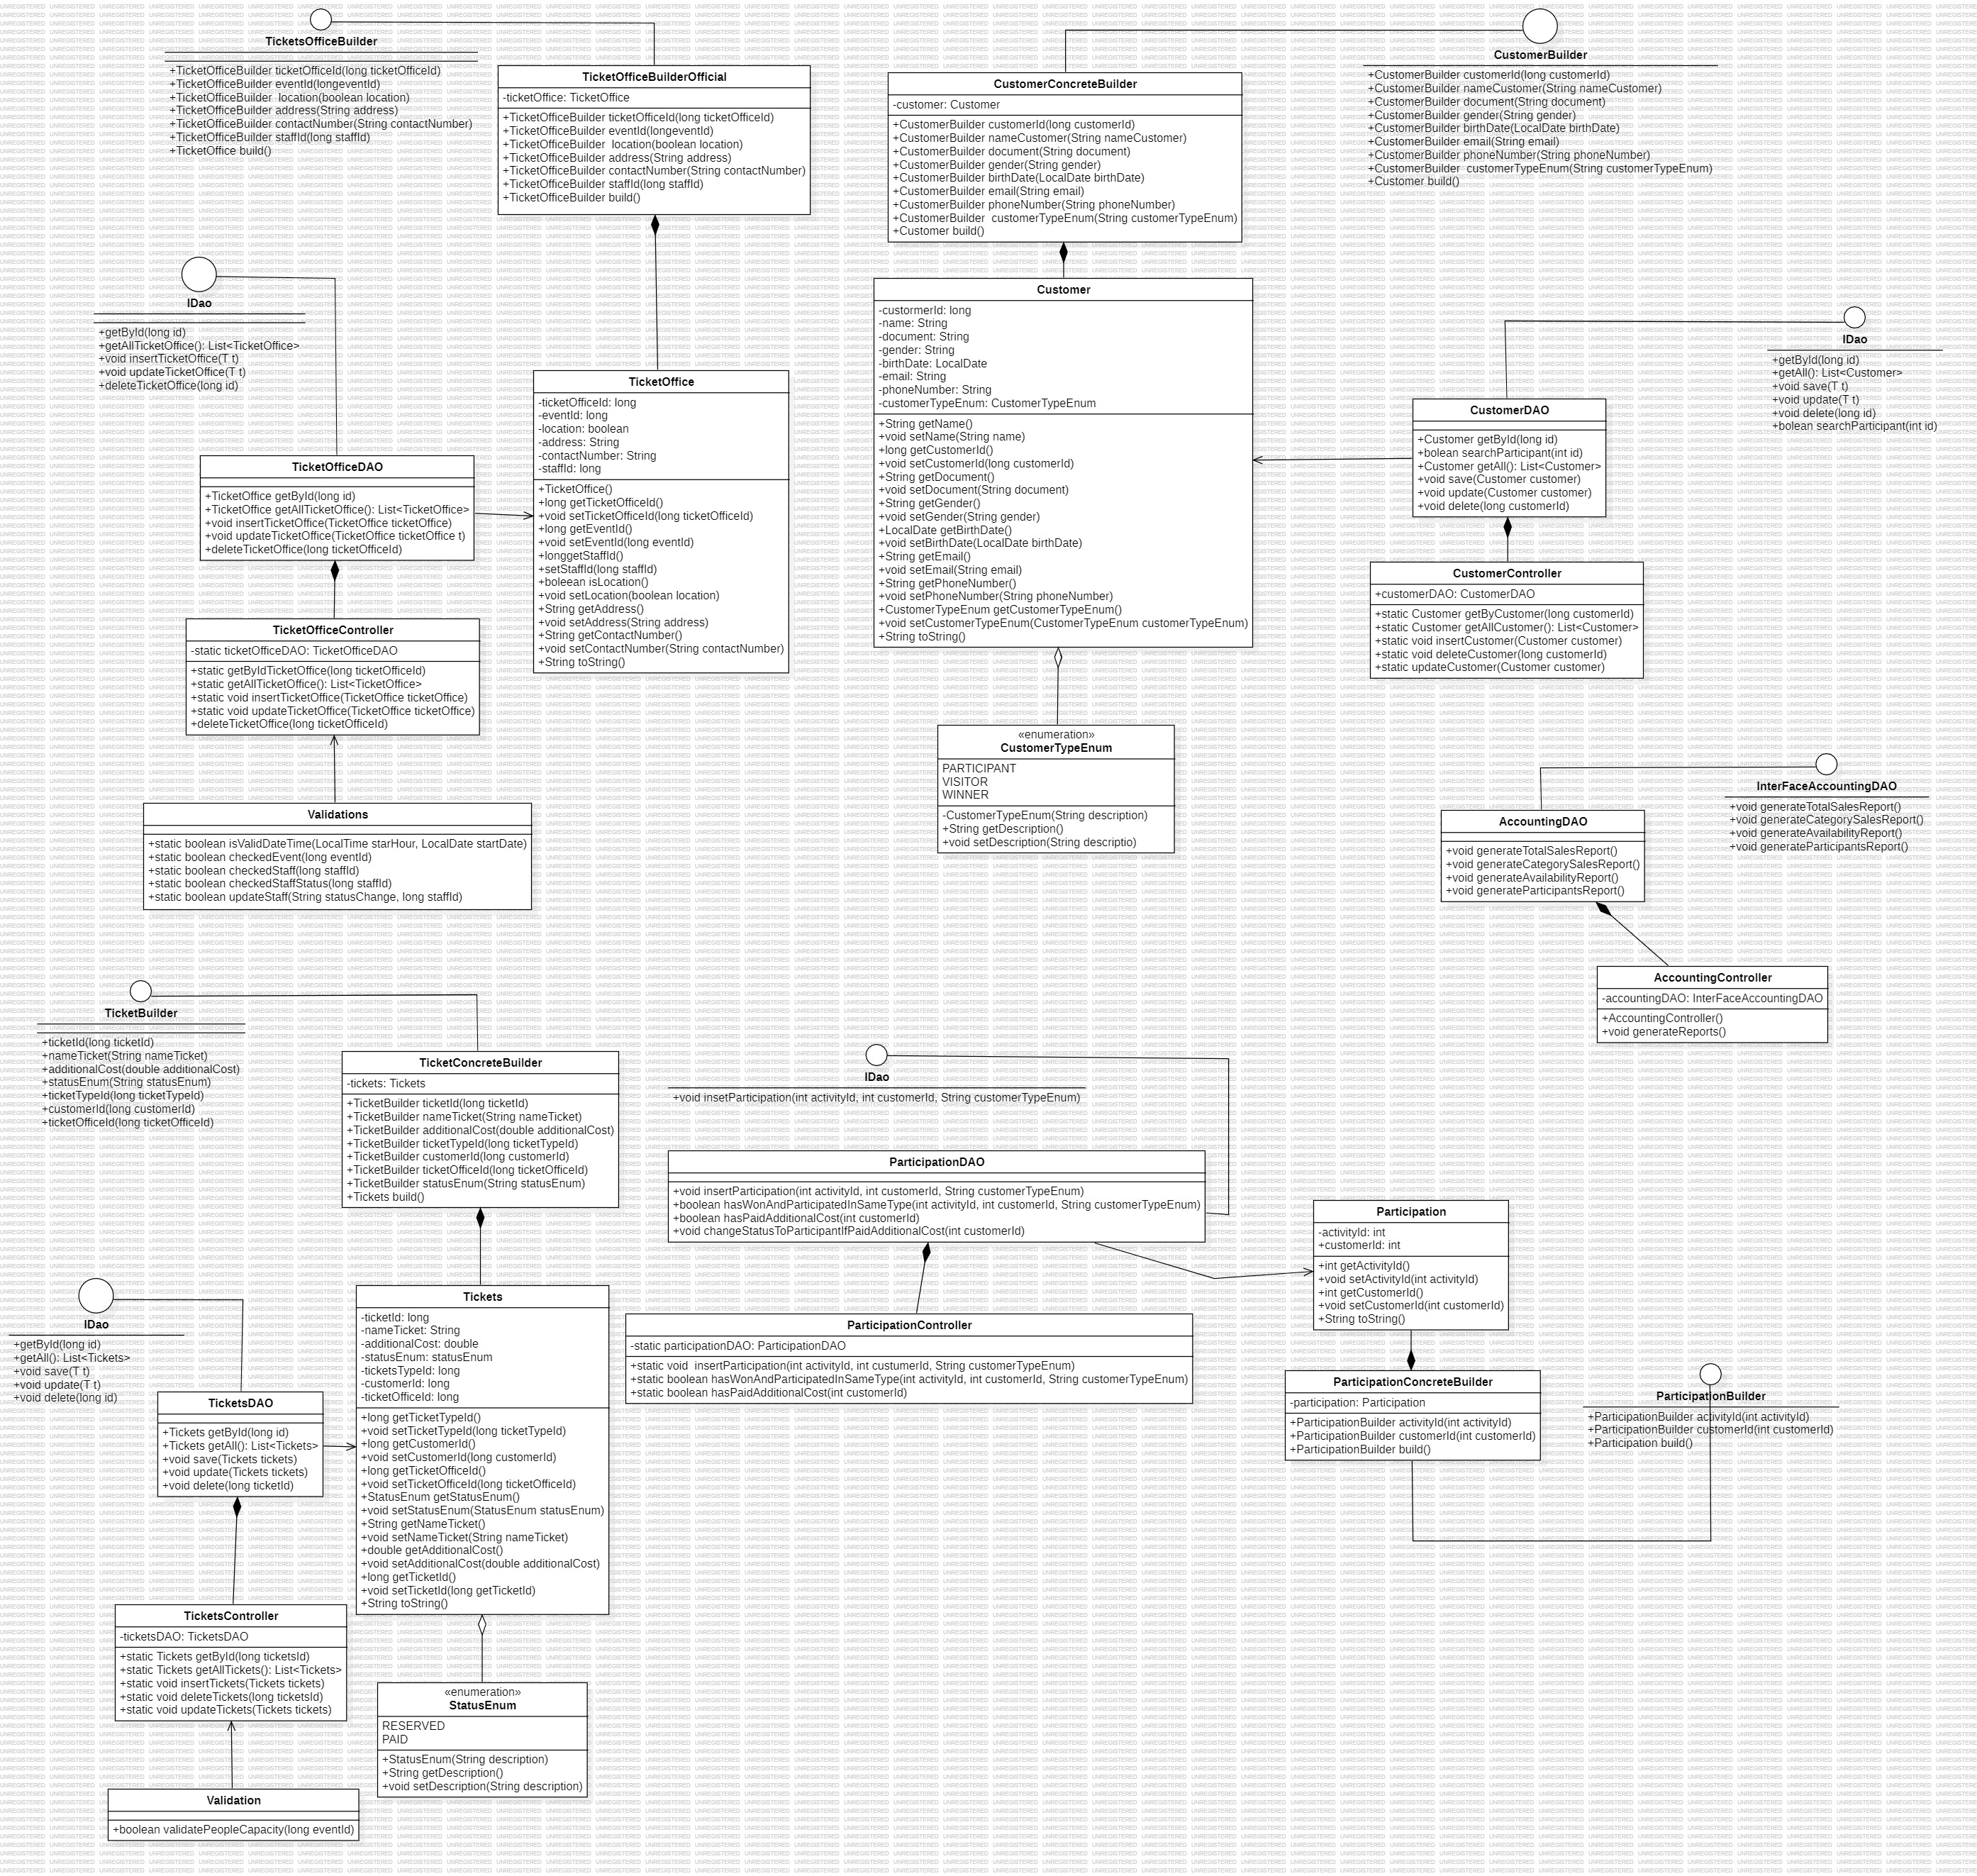 TicketsOfficeBuilder
+TicketOfficeBuilder ticketOfficeId(long ticketOfficeId)
+TicketOfficeBuilder eventId(longeventId)
+TicketOfficeBuilder  location(boolean location)
+TicketOfficeBuilder address(String address)
+TicketOfficeBuilder contactNumber(String contactNumber)
+TicketOfficeBuilder staffId(long staffId)
+TicketOffice build()
TicketOfficeBuilderOfficial
-ticketOffice: TicketOffice
+TicketOfficeBuilder ticketOfficeId(long ticketOfficeId)
+TicketOfficeBuilder eventId(longeventId)
+TicketOfficeBuilder  location(boolean location)
+TicketOfficeBuilder address(String address)
+TicketOfficeBuilder contactNumber(String contactNumber)
+TicketOfficeBuilder staffId(long staffId)
+TicketOfficeBuilder build()
CustomerConcreteBuilder
-customer: Customer
+CustomerBuilder customerId(long customerId)
+CustomerBuilder nameCustomer(String nameCustomer)
+CustomerBuilder document(String document)
+CustomerBuilder gender(String gender)
+CustomerBuilder birthDate(LocalDate birthDate)
+CustomerBuilder email(String email)
+CustomerBuilder phoneNumber(String phoneNumber)
+CustomerBuilder  customerTypeEnum(String customerTypeEnum)
+Customer build()
CustomerBuilder
+CustomerBuilder customerId(long customerId)
+CustomerBuilder nameCustomer(String nameCustomer)
+CustomerBuilder document(String document)
+CustomerBuilder gender(String gender)
+CustomerBuilder birthDate(LocalDate birthDate)
+CustomerBuilder email(String email)
+CustomerBuilder phoneNumber(String phoneNumber)
+CustomerBuilder  customerTypeEnum(String customerTypeEnum)
+Customer build()
IDao
+getById(long id)
+getAllTicketOffice(): List<TicketOffice>
+void insertTicketOffice(T t)
+void updateTicketOffice(T t)
+deleteTicketOffice(long id)
TicketOfficeDAO
+TicketOffice getById(long id)
+TicketOffice getAllTicketOffice(): List<TicketOffice>
+void insertTicketOffice(TicketOffice ticketOffice)
+void updateTicketOffice(TicketOffice ticketOffice t)
+deleteTicketOffice(long ticketOfficeId)
TicketOffice
-ticketOfficeId: long
-eventId: long
-location: boolean
-address: String
-contactNumber: String
-staffId: long
+TicketOffice()
+long getTicketOfficeId()
+void setTicketOfficeId(long ticketOfficeId)
+long getEventId()
+void setEventId(long eventId)
+longgetStaffId()
+setStaffId(long staffId)
+boleean isLocation()
+void setLocation(boolean location)
+String getAddress()
+void setAddress(String address)
+String getContactNumber()
+void setContactNumber(String contactNumber)
+String toString()
Customer
-custormerId: long
-name: String
-document: String
-gender: String
-birthDate: LocalDate
-email: String
-phoneNumber: String
-customerTypeEnum: CustomerTypeEnum
+String getName()
+void setName(String name)
+long getCustomerId()
+void setCustomerId(long customerId)
+String getDocument()
+void setDocument(String document)
+String getGender()
+void setGender(String gender)
+LocalDate getBirthDate()
+void setBirthDate(LocalDate birthDate)
+String getEmail()
+void setEmail(String email)
+String getPhoneNumber()
+void setPhoneNumber(String phoneNumber)
+CustomerTypeEnum getCustomerTypeEnum()
+void setCustomerTypeEnum(CustomerTypeEnum customerTypeEnum)
+String toString()
IDao
+getById(long id)
+getAll(): List<Customer>
+void save(T t)
+void update(T t)
+void delete(long id)
+bolean searchParticipant(int id)
CustomerDAO
+Customer getById(long id)
+bolean searchParticipant(int id)
+Customer getAll(): List<Customer>
+void save(Customer customer)
+void update(Customer customer)
+void delete(long customerId)
CustomerController
+customerDAO: CustomerDAO
+static Customer getByCustomer(long customerId)
+static Customer getAllCustomer(): List<Customer>
+static void insertCustomer(Customer customer)
+static void deleteCustomer(long customerId)
+static updateCustomer(Customer customer)
TicketOfficeController
-static ticketOfficeDAO: TicketOfficeDAO
+static getByIdTicketOffice(long ticketOfficeId)
+static getAllTicketOffice(): List<TicketOffice>
+static void insertTicketOffice(TicketOffice ticketOffice)
+static void updateTicketOffice(TicketOffice ticketOffice)
+deleteTicketOffice(long ticketOfficeId)
Validations
+static boolean isValidDateTime(LocalTime starHour, LocalDate startDate)
+static boolean checkedEvent(long eventId)
+static boolean checkedStaff(long staffId)
+static boolean checkedStaffStatus(long staffId)
+static boolean updateStaff(String statusChange, long staffId)
«enumeration»
CustomerTypeEnum
PARTICIPANT
VISITOR
WINNER
-CustomerTypeEnum(String description)
+String getDescription()
+void setDescription(String descriptio)
InterFaceAccountingDAO
+void generateTotalSalesReport()
+void generateCategorySalesReport()
+void generateAvailabilityReport()
+void generateParticipantsReport()
AccountingDAO
+void generateTotalSalesReport()
+void generateCategorySalesReport()
+void generateAvailabilityReport()
+void generateParticipantsReport()
AccountingController
-accountingDAO: InterFaceAccountingDAO
+AccountingController()
+void generateReports()
TicketBuilder
+ticketId(long ticketId)
+nameTicket(String nameTicket)
+additionalCost(double additionalCost)
+statusEnum(String statusEnum)
+ticketTypeId(long ticketTypeId)
+customerId(long customerId)
+ticketOfficeId(long ticketOfficeId)
TicketConcreteBuilder
-tickets: Tickets
+TicketBuilder ticketId(long ticketId)
+TicketBuilder nameTicket(String nameTicket)
+TicketBuilder additionalCost(double additionalCost)
+TicketBuilder ticketTypeId(long ticketTypeId)
+TicketBuilder customerId(long customerId)
+TicketBuilder ticketOfficeId(long ticketOfficeId)
+TicketBuilder statusEnum(String statusEnum)
+Tickets build()
IDao
+void insetParticipation(int activityId, int customerId, String customerTypeEnum)
ParticipationDAO
+void insertParticipation(int activityId, int customerId, String customerTypeEnum)
+boolean hasWonAndParticipatedInSameType(int activityId, int customerId, String customerTypeEnum)
+boolean hasPaidAdditionalCost(int customerId)
+void changeStatusToParticipantIfPaidAdditionalCost(int customerId)
Participation
-activityId: int
+customerId: int
+int getActivityId()
+void setActivityId(int activityId)
+int getCustomerId()
+void setCustomerId(int customerId)
+String toString()
IDao
+getById(long id)
+getAll(): List<Tickets>
+void save(T t)
+void update(T t)
+void delete(long id)
TicketsDAO
+Tickets getById(long id)
+Tickets getAll(): List<Tickets>
+void save(Tickets tickets)
+void update(Tickets tickets)
+void delete(long ticketId)
Tickets
-ticketId: long
-nameTicket: String
-additionalCost: double
-statusEnum: statusEnum
-ticketsTypeId: long
-customerId: long
-ticketOfficeId: long
+long getTicketTypeId()
+void setTicketTypeId(long ticketTypeId)
+long getCustomerId()
+void setCustomerId(long customerId)
+long getTicketOfficeId()
+void setTicketOfficeId(long ticketOfficeId)
+StatusEnum getStatusEnum()
+void setStatusEnum(StatusEnum statusEnum)
+String getNameTicket()
+void setNameTicket(String nameTicket)
+double getAdditionalCost()
+void setAdditionalCost(double additionalCost)
+long getTicketId()
+void setTicketId(long getTicketId)
+String toString()
ParticipationController
-static participationDAO: ParticipationDAO
+static void  insertParticipation(int activityId, int custumerId, String customerTypeEnum)
+static boolean hasWonAndParticipatedInSameType(int activityId, int customerId, String customerTypeEnum)
+static boolean hasPaidAdditionalCost(int customerId)
ParticipationConcreteBuilder
-participation: Participation
+ParticipationBuilder activityId(int activityId)
+ParticipationBuilder customerId(int customerId)
+ParticipationBuilder build()
ParticipationBuilder
+ParticipationBuilder activityId(int activityId)
+ParticipationBuilder customerId(int customerId)
+Participation build()
TicketsController
-ticketsDAO: TicketsDAO
+static Tickets getById(long ticketsId)
+static Tickets getAllTickets(): List<Tickets>
+static void insertTickets(Tickets tickets)
+static void deleteTickets(long ticketsId)
+static void updateTickets(Tickets tickets)
«enumeration»
StatusEnum
RESERVED
PAID
+StatusEnum(String description)
+String getDescription()
+void setDescription(String description)
Validation
+boolean validatePeopleCapacity(long eventId)